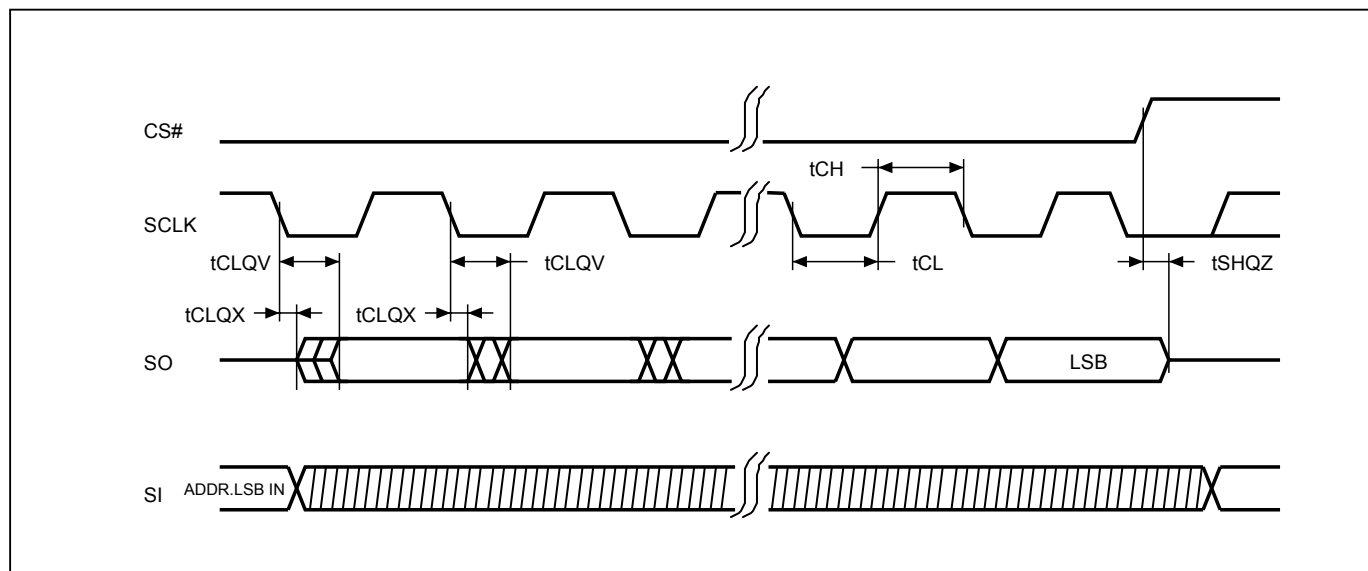 CS#
tCH
SCLK
tCLQV
tCLQV
tCL
tSHQZ
tCLQX
tCLQX
SO
LSB
SI
ADDR.LSB IN